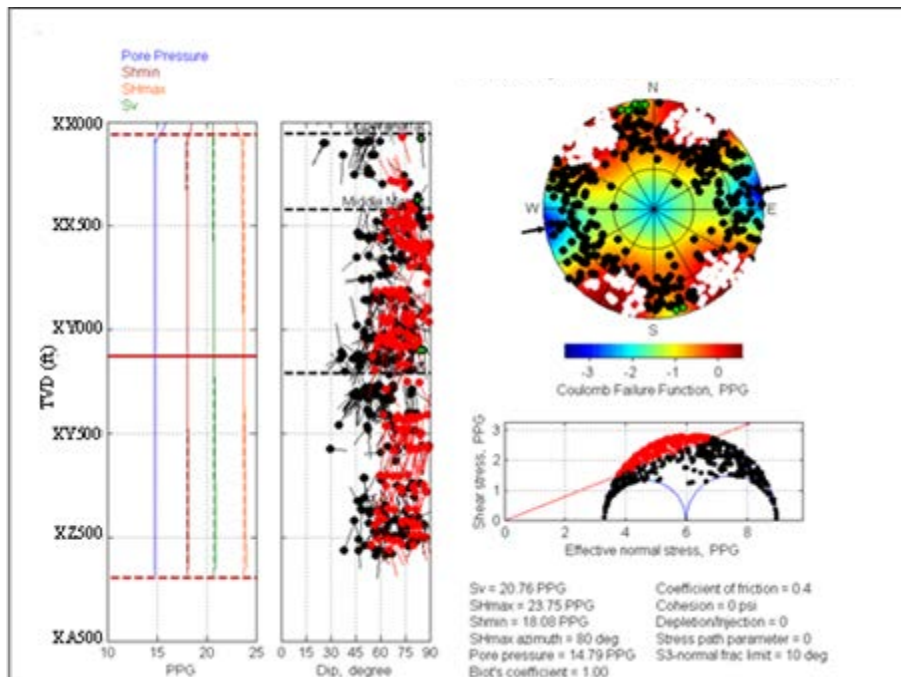 Pore Pressure
Shmin
SHmax
Sv
XX000
XX500
XY000
XY500
XZ500
XA500
TVD (ft)
10 15 20 25
PPG
Middle
0 15 30 45 60 75 90
Dip, degree
N
W
E
S
-3 -2 -1 0
Coulomb Failure Function, PPG
3
2
1
0
Shear stress, PPG
0 2 4 6 8
Effective normal stress, PPG
Sv = 20.76 PPG
SHmax = 23.75 PPG
Shmin = 18.08 PPG
SHmax azimuth = 80 deg
Pore pressure = 14.79 PPG
Biot's coefficient = 1.00
Coefficient of friction = 0.4
Cohesion = 0 psi
Depletion/Injection = 0
Stress path parameter = 0
S3-normal frac limit = 10 deg